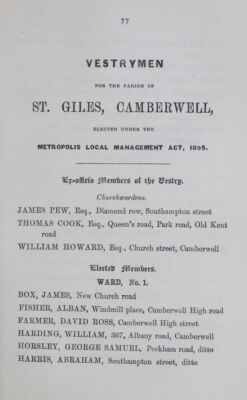 77
VESTRYMEN
FOR THE PARISH OF
ST. GILES, CAMBERWELL,
ELECTED UNDER THE
METROPOLIS LOCAL MANAGEMENT ACT, 1895.
Ex-officio Members of the Vestry.
Churchwardens.
JAMES PEW, Esq., Diamond row, Southampton street
THOMAS COOK, Esq., Queen's road, Park road, Old Kent
road
WILLIAM HOWARD, Esq., Church street, Camberwell
Elected Members.
WARD, No. 1.
BOX, JAMES, New Church road
FISHER, ALBAN, Windmill place, Camberwell High road
FARMER, DAVID ROSS, Camberwell High street
HARDING, WILLIAM, 367, Albany road, Camberwell
HORSLEY, GEORGE SAMUEL, Peckham road, ditto
HARRIS, ABRAHAM, Southampton street, ditto